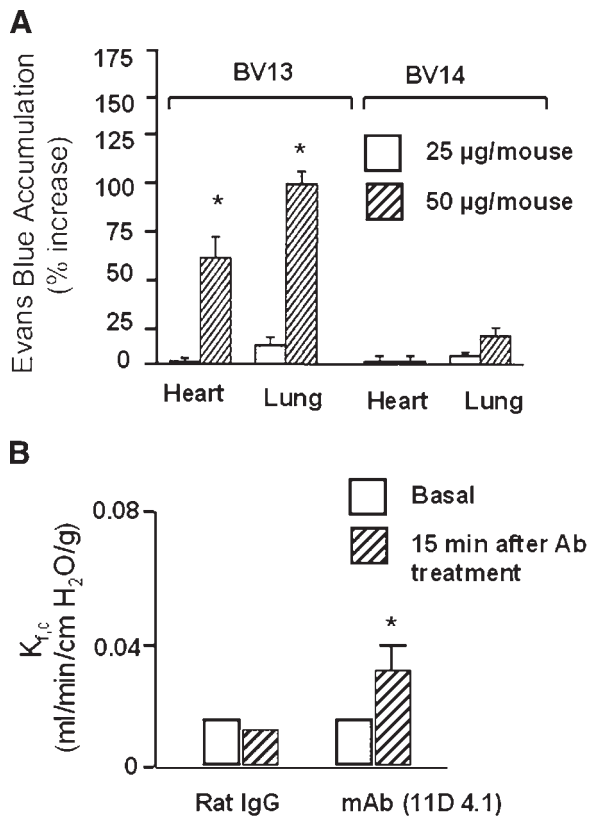 A
Evans Blue Accumulation
(% increase)
175
150
125
100
75
50
25
0
BV13
BV14
25 µg/mouse
50 µg/mouse
*
*
Heart
Lung
Heart
Lung
B
Kf,c
(ml/min/cm H2O/g)
0.08
0.04
0
Basal
15 min after Ab
treatment
*
Rat IgG
mAb (11D 4.1)